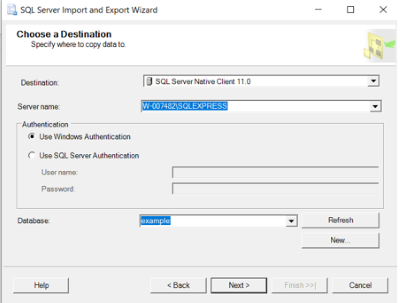 SQL Server Import and Export Wizard
Choose a Destination
Specify where to copy data to.
Destination:
SQL Server Native Client 11.0
Server name:
W-007482\SQLEXPRESS
Authentication
Use Windows Authentication
Use SQL Server Authentication
User name:
Password:
Database:
example
Refresh
New...
Help
< Back
Next >
Finish >>|
Cancel